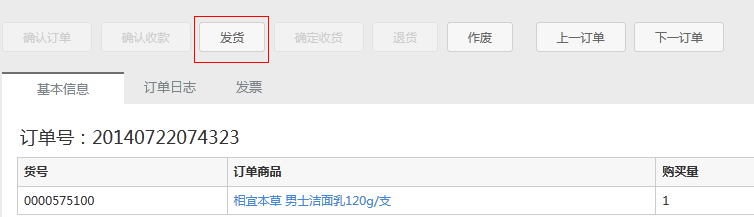 确认订单 确认收款 发货 确定收货 退货 作废 上一订单 下一订单
基本信息 订单日志 发票
订单号：20140722074323
货号 订单商品 购买量
0000575100 相宜本草 男士洁面乳120g/支 1